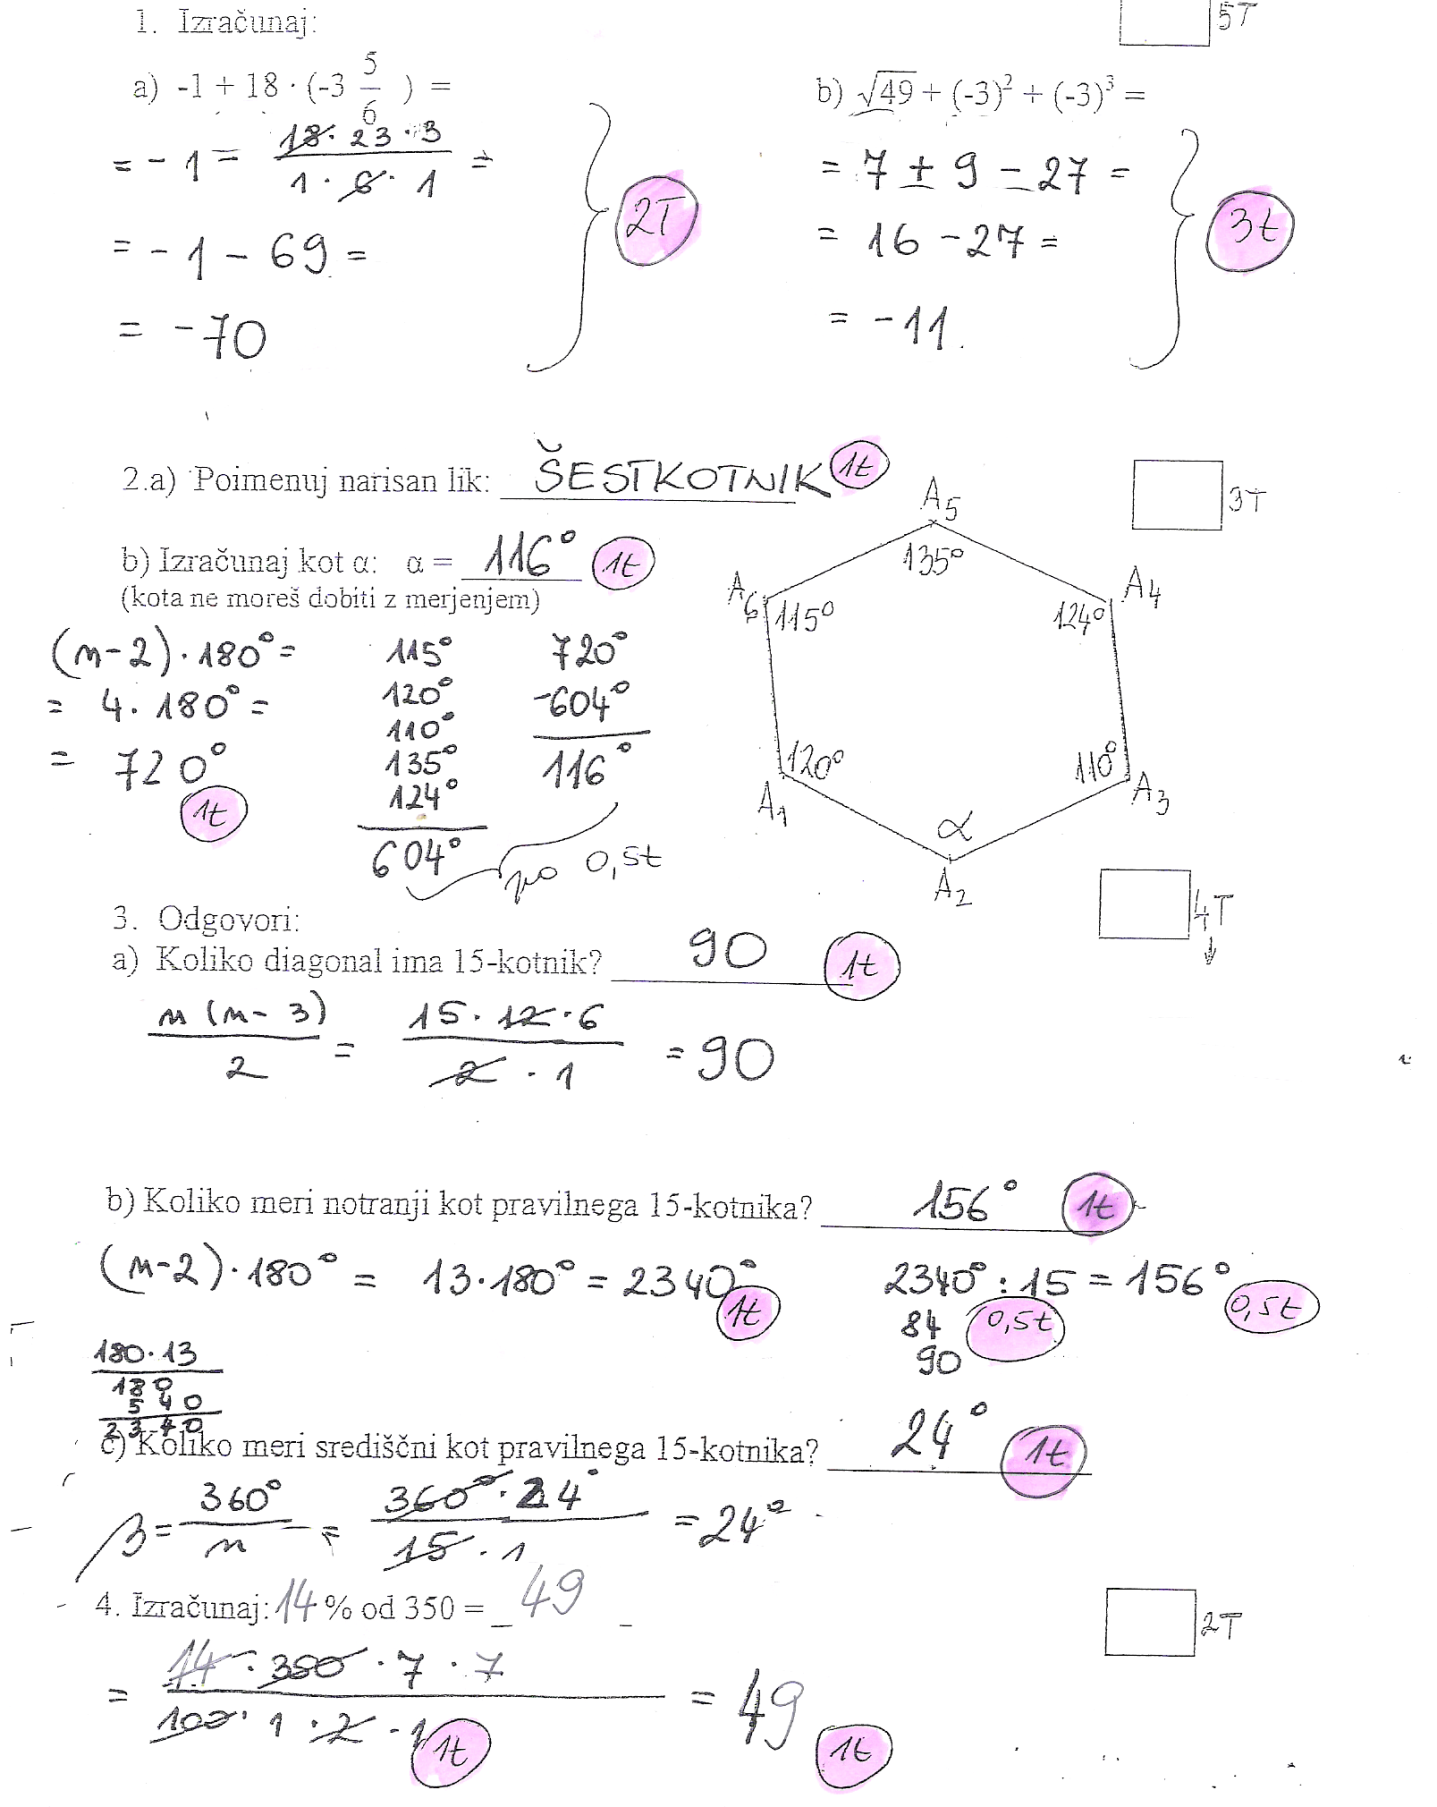 1. Izračunaj:
5T
a) -1 + 18 · (-3 5/6 ) =
= - 1 - 18 · 23 · 3 / 1 · 6 · 1 =
= - 1 - 69 =
= -70
2T
b) √49 + (-3)² + (-3)³ =
= 7 + 9 - 27 =
= 16 - 27 =
= -11.
3t
2.a) Poimenuj narisan lik: ŠESTKOTNIK 1t
3T
b) Izračunaj kot α: α = 116° 1t
(kota ne moreš dobiti z merjenjem)
(n-2) · 180° =
= 4 · 180° =
= 720°
1t
115°
120°
110°
135°
124°
604°
720°
-604°
116°
po 0,5t
A5
135°
A6
115°
A4
124°
120°
A1
110°
A3
α
A2
3. Odgovori:
4T
a) Koliko diagonal ima 15-kotnik? 90 1t
n (n - 3) / 2 = 15 · 12 · 6 / 2 · 1 = 90
b) Koliko meri notranji kot pravilnega 15-kotnika? 156° 1t
(n-2) · 180° = 13 · 180° = 2340° 1t
2340° : 15 = 156° 0,5t
84 0,5t
90
180 · 13
180
540
2340
c) Koliko meri središčni kot pravilnega 15-kotnika? 24° 1t
β = 360° / n = 360° · 24° / 15 · 1 = 24°
4. Izračunaj: 14 % od 350 = 49
2T
= 14 · 350 · 7 · 7 / 100 · 1 · 2 · 1 = 49
1t
1t